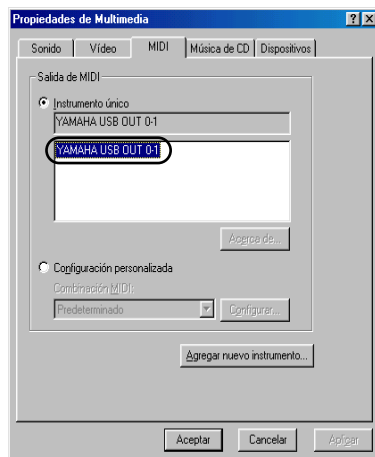 Propiedades de Multimedia
Sonido Vídeo MIDI Música de CD Dispositivos
Salida de MIDI
Instrumento único
YAMAHA USB OUT 0-1
YAMAHA USB OUT 0-1
Acerca de...
Configuración personalizada
Combinación MIDI:
Predeterminado Configurar...
Agregar nuevo instrumento...
Aceptar Cancelar Aplicar